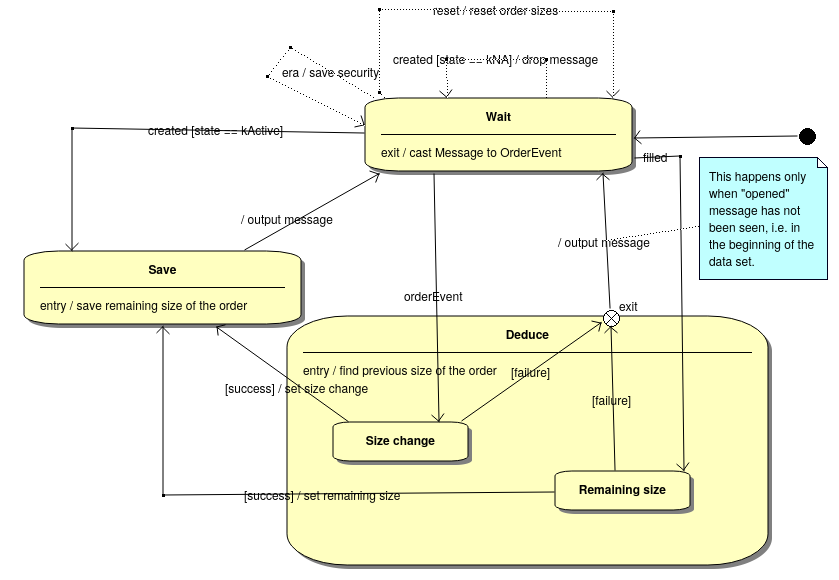 reset / reset order sizes
created [state == kNA] / drop message
era / save security
Wait
exit / cast Message to OrderEvent
created [state == kActive]
filled
This happens only
when "opened"
message has not
been seen, i.e. in
the beginning of the
data set.
/ output message
/ output message
Save
entry / save remaining size of the order
orderEvent
exit
Deduce
entry / find previous size of the order
[failure]
[success] / set size change
[failure]
Size change
Remaining size
[success] / set remaining size